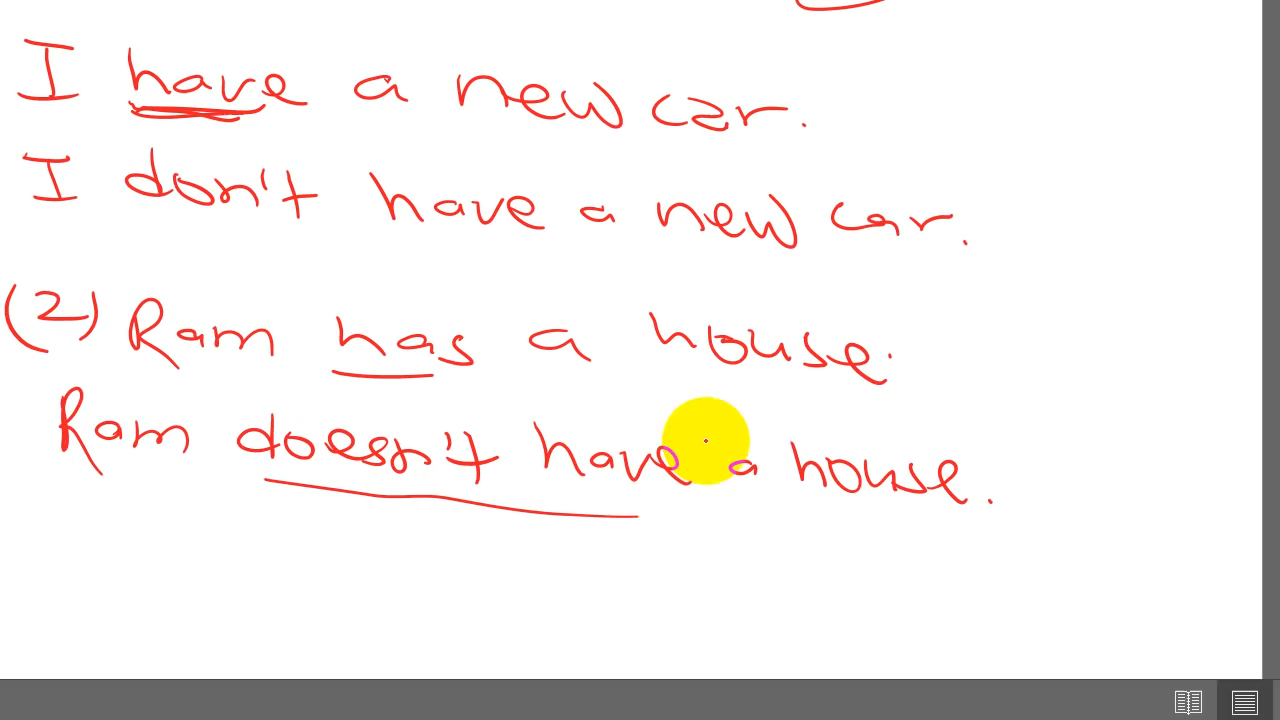 I have a new car.
I don't have a new car.
(2) Ram has a house.
Ram doesn't have a house.